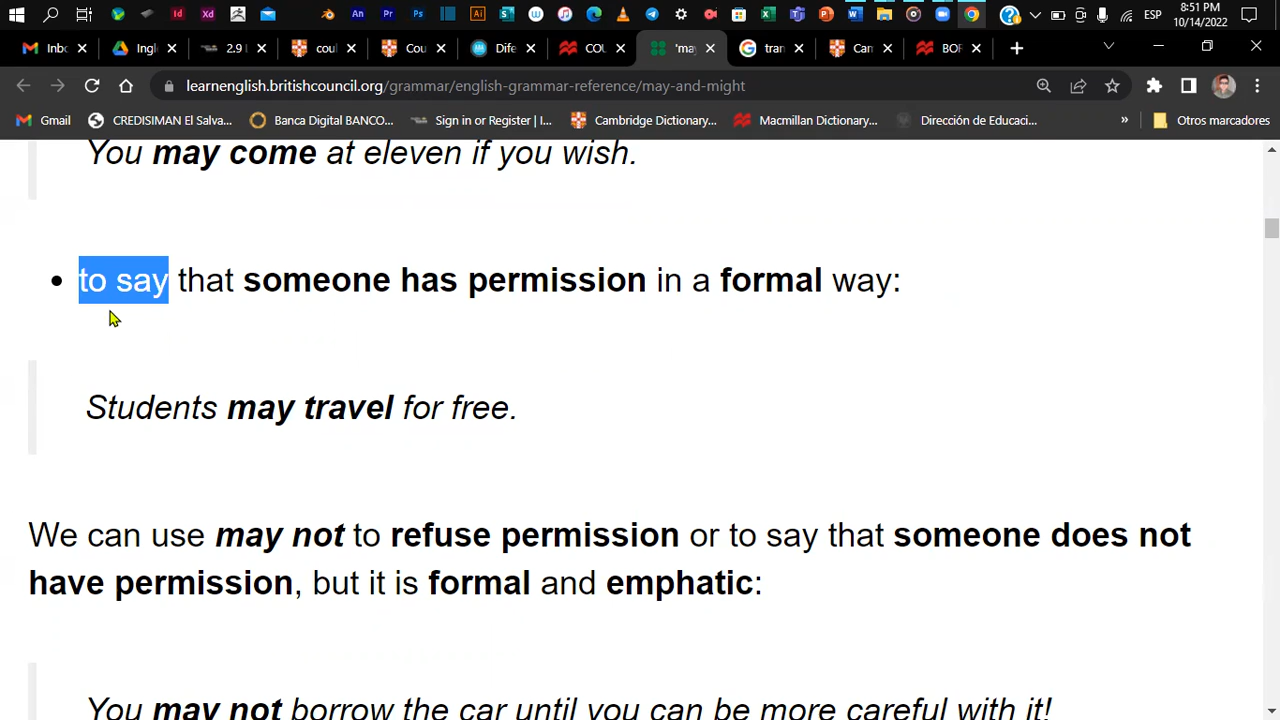 8:51 PM
ESP
10/14/2022
Inbo
Ingle
2.9 l
coul
Cou
Dife
COU
'may
tran
Can
BOR
learnenglish.britishcouncil.org/grammar/english-grammar-reference/may-and-might
Gmail
CREDISIMAN El Salva...
Banca Digital BANCO...
Sign in or Register | I...
Cambridge Dictionary...
Macmillan Dictionary...
Dirección de Educaci...
»
Otros marcadores
You may come at eleven if you wish.
• to say that someone has permission in a formal way:
Students may travel for free.
We can use may not to refuse permission or to say that someone does not
have permission, but it is formal and emphatic:
You may not borrow the car until you can be more careful with it!